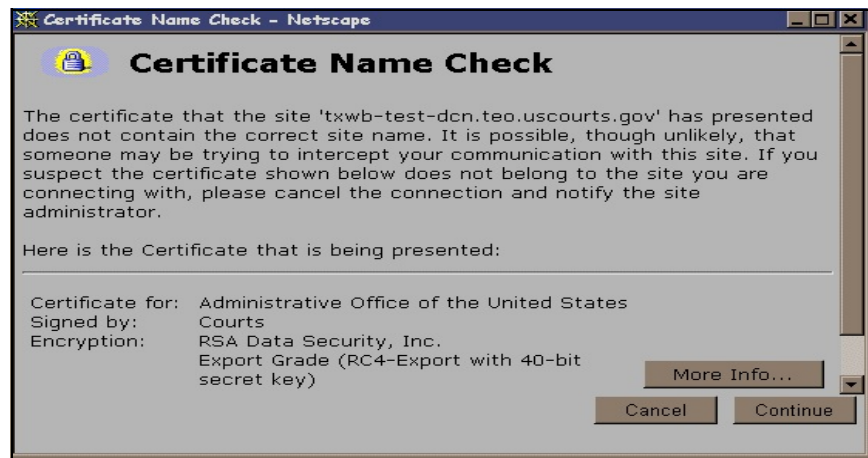 Certificate Name Check - Netscape
Certificate Name Check
The certificate that the site 'txwb-test-dcn.teo.uscourts.gov' has presented
does not contain the correct site name. It is possible, though unlikely, that
someone may be trying to intercept your communication with this site. If you
suspect the certificate shown below does not belong to the site you are
connecting with, please cancel the connection and notify the site
administrator.
Here is the Certificate that is being presented:
Certificate for: Administrative Office of the United States
Signed by: Courts
Encryption: RSA Data Security, Inc.
Export Grade (RC4-Export with 40-bit
secret key)
More Info...
Cancel Continue